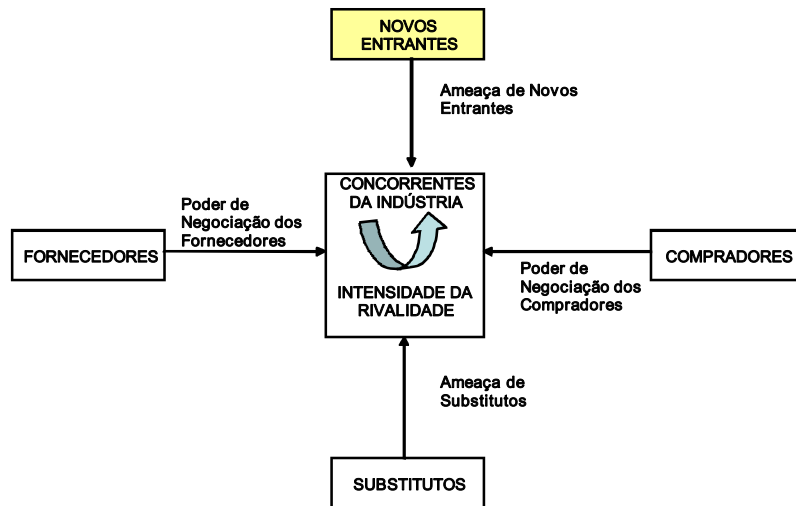 NOVOS
ENTRANTES
Ameaça de Novos
Entrantes
CONCORRENTES
DA INDÚSTRIA
Poder de
Negociação dos
Fornecedores
FORNECEDORES
COMPRADORES
Poder de
Negociação dos
Compradores
INTENSIDADE DA
RIVALIDADE
Ameaça de
Substitutos
SUBSTITUTOS